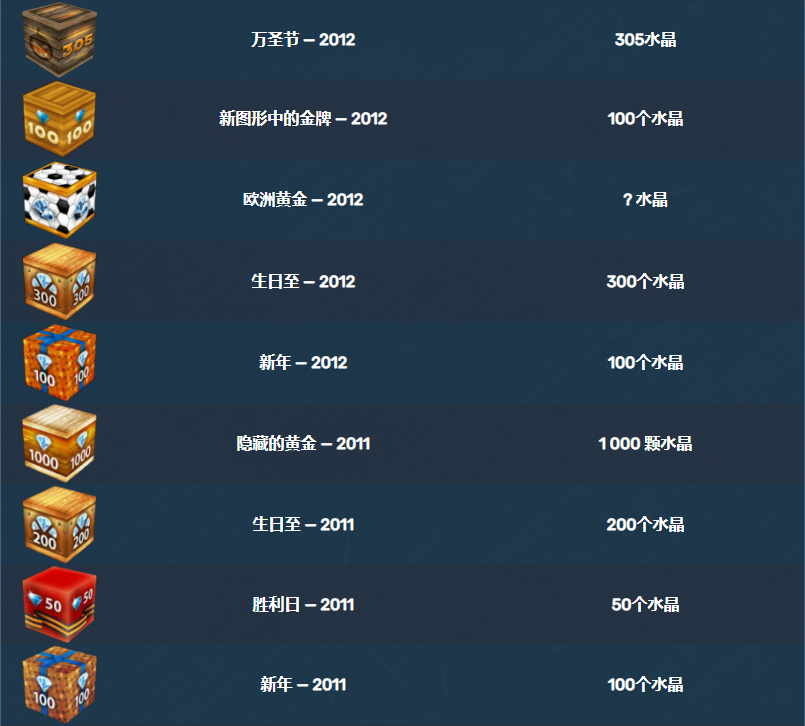 305
万圣节 – 2012
305水晶
100 100
新图形中的金牌 – 2012
100个水晶
欧洲黄金 – 2012
? 水晶
300 300
生日至 – 2012
300个水晶
100 100
新年 – 2012
100个水晶
1000 1000
隐藏的黄金 – 2011
1 000 颗水晶
200 200
生日至 – 2011
200个水晶
50 50
胜利日 – 2011
50个水晶
100 100
新年 – 2011
100个水晶